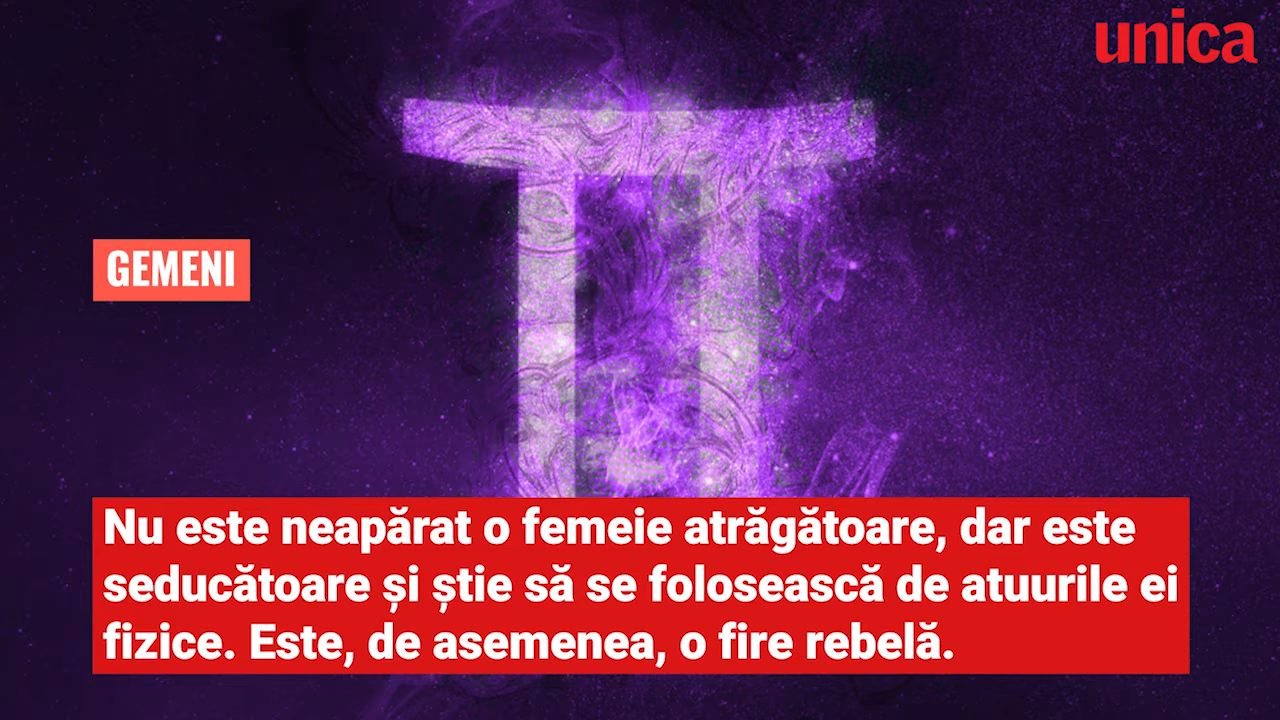 unica
GEMENI
Nu este neapărat o femeie atrăgătoare, dar este
seducătoare și știe să se folosească de atuurile ei
fizice. Este, de asemenea, o fire rebelă.